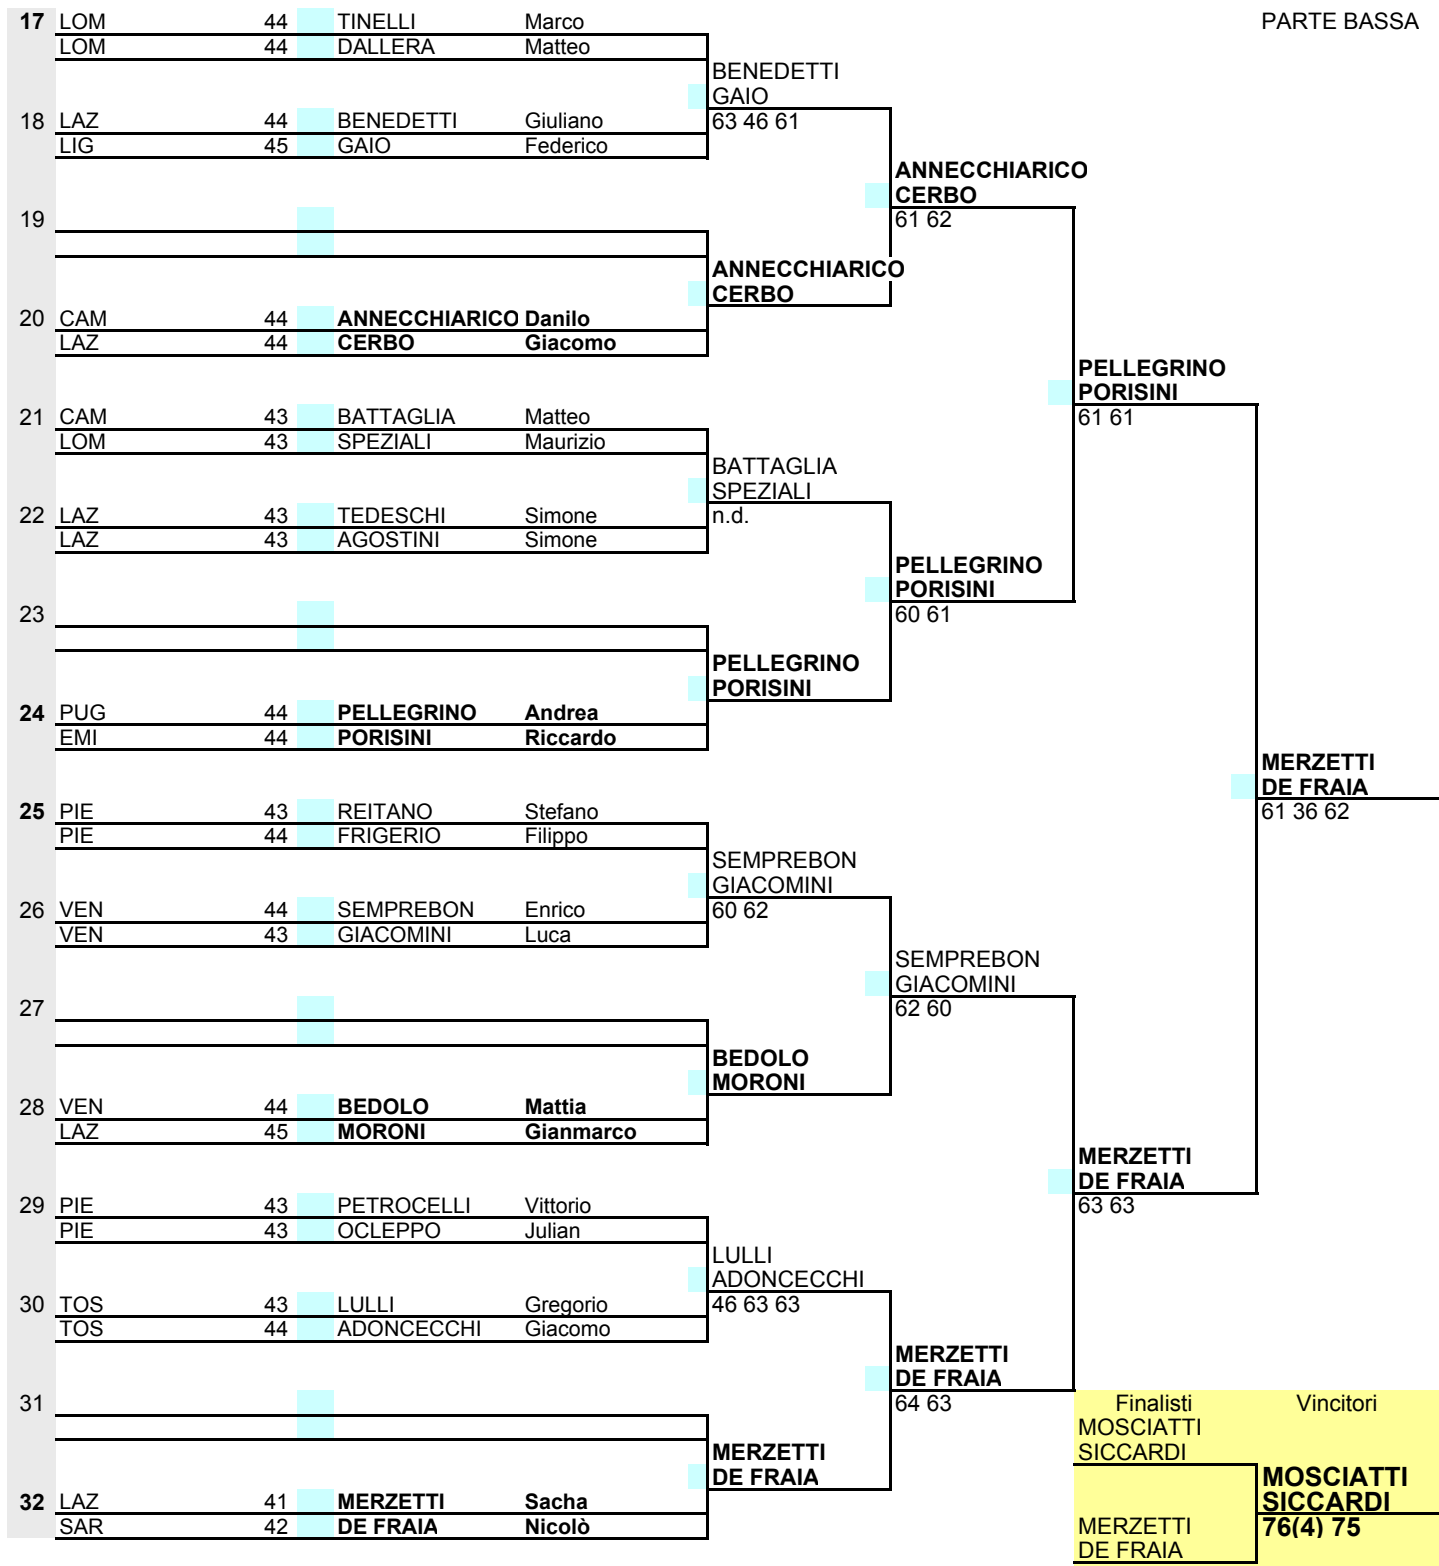 PARTE BASSA
17 LOM 44 TINELLI Marco
LOM 44 DALLERA Matteo
BENEDETTI
GAIO
63 46 61
18 LAZ 44 BENEDETTI Giuliano
LIG 45 GAIO Federico
ANNECCHIARICO
CERBO
61 62
19
ANNECCHIARICO
CERBO
20 CAM 44 ANNECCHIARICO Danilo
LAZ 44 CERBO Giacomo
PELLEGRINO
PORISINI
61 61
21 CAM 43 BATTAGLIA Matteo
LOM 43 SPEZIALI Maurizio
BATTAGLIA
SPEZIALI
n.d.
22 LAZ 43 TEDESCHI Simone
LAZ 43 AGOSTINI Simone
PELLEGRINO
PORISINI
60 61
23
PELLEGRINO
PORISINI
24 PUG 44 PELLEGRINO Andrea
EMI 44 PORISINI Riccardo
MERZETTI
DE FRAIA
61 36 62
25 PIE 43 REITANO Stefano
PIE 44 FRIGERIO Filippo
SEMPREBON
GIACOMINI
60 62
26 VEN 44 SEMPREBON Enrico
VEN 43 GIACOMINI Luca
SEMPREBON
GIACOMINI
62 60
27
BEDOLO
MORONI
28 VEN 44 BEDOLO Mattia
LAZ 45 MORONI Gianmarco
MERZETTI
DE FRAIA
63 63
29 PIE 43 PETROCELLI Vittorio
PIE 43 OCLEPPO Julian
LULLI
ADONCECCHI
46 63 63
30 TOS 43 LULLI Gregorio
TOS 44 ADONCECCHI Giacomo
MERZETTI
DE FRAIA
64 63
31
MERZETTI
DE FRAIA
32 LAZ 41 MERZETTI Sacha
SAR 42 DE FRAIA Nicolò
Finalisti Vincitori
MOSCIATTI
SICCARDI
MOSCIATTI
SICCARDI
76(4) 75
MERZETTI
DE FRAIA